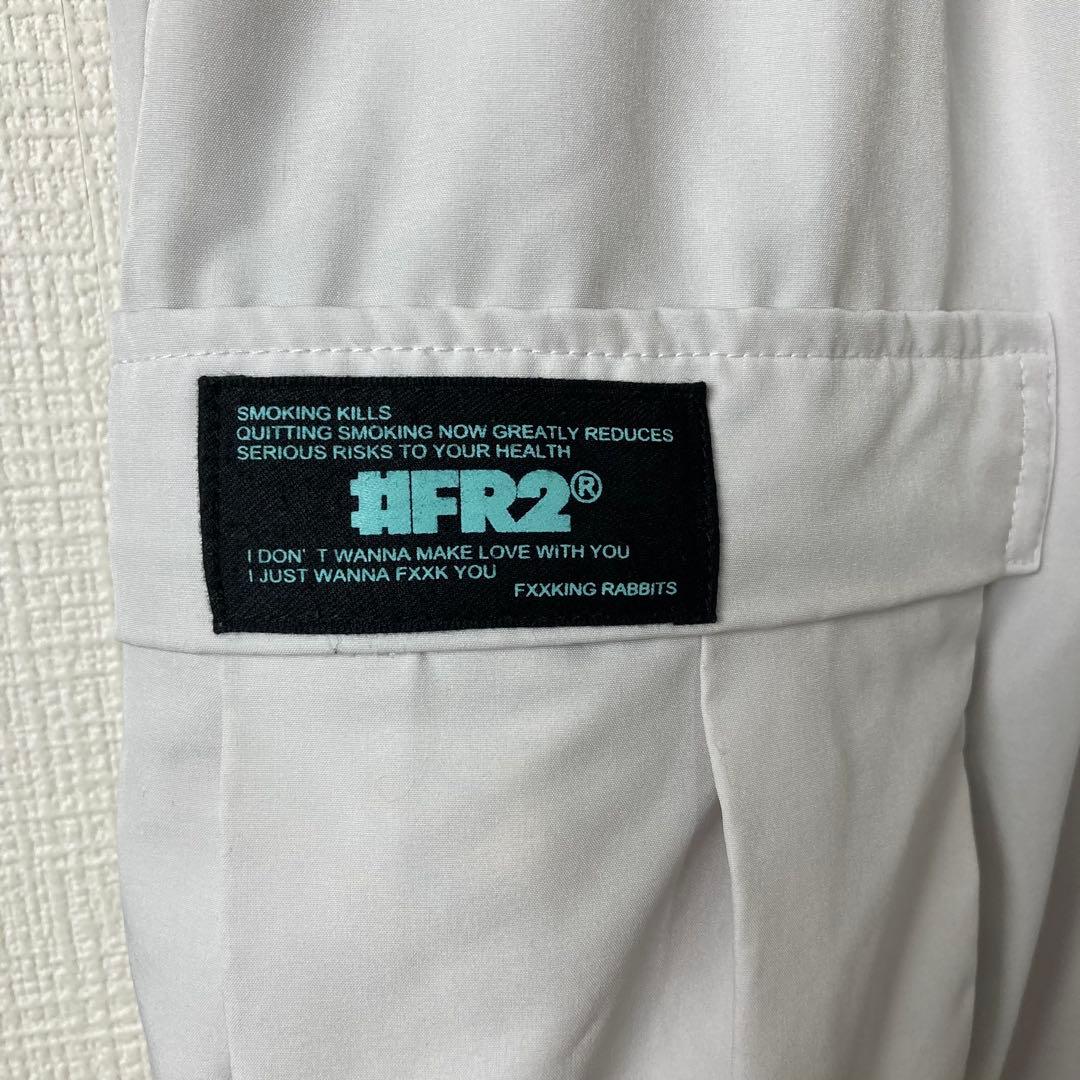 SMOKING KILLS
QUITTING SMOKING NOW GREATLY REDUCES
SERIOUS RISKS TO YOUR HEALTH
#FR2®
I DON' T WANNA MAKE LOVE WITH YOU
I JUST WANNA FXXK YOU
FXXKING RABBITS